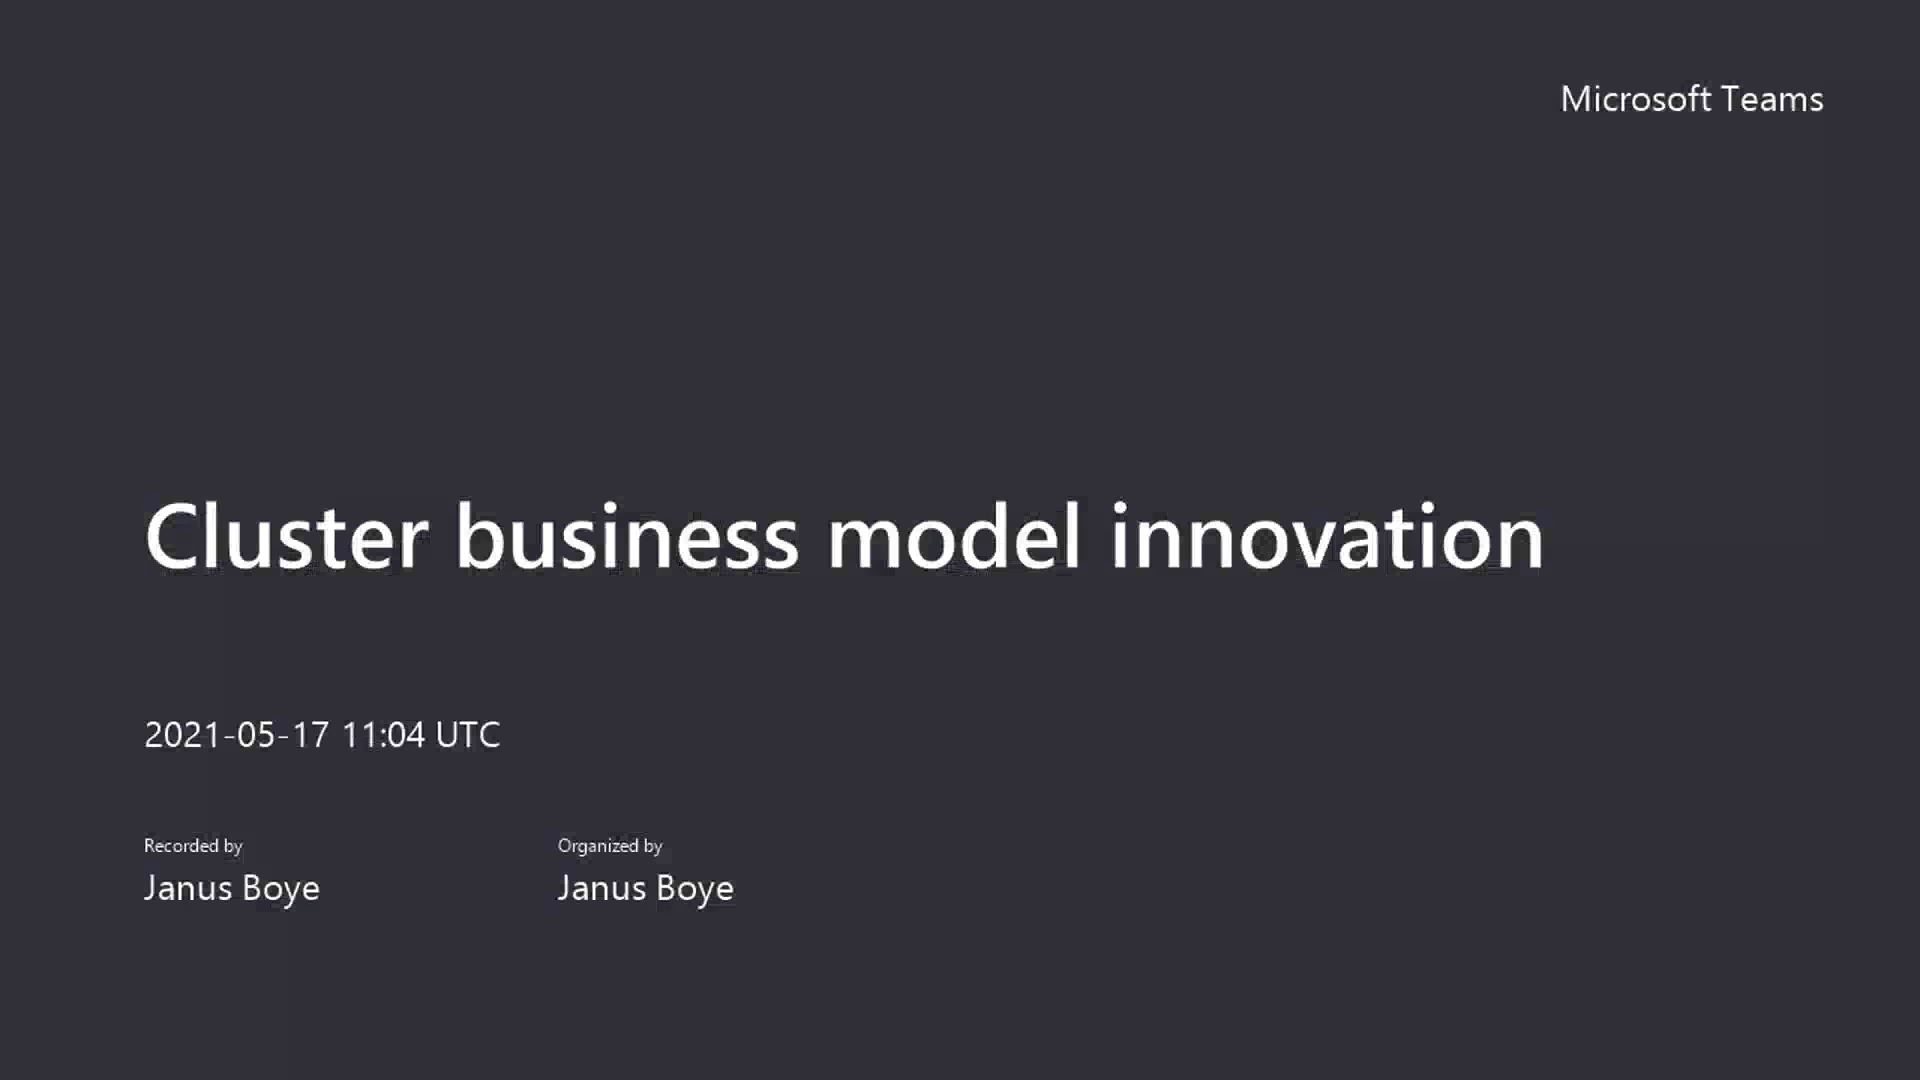 Microsoft Teams
Cluster business model innovation
2021-05-17 11:04 UTC
Recorded by
Janus Boye
Organized by
Janus Boye